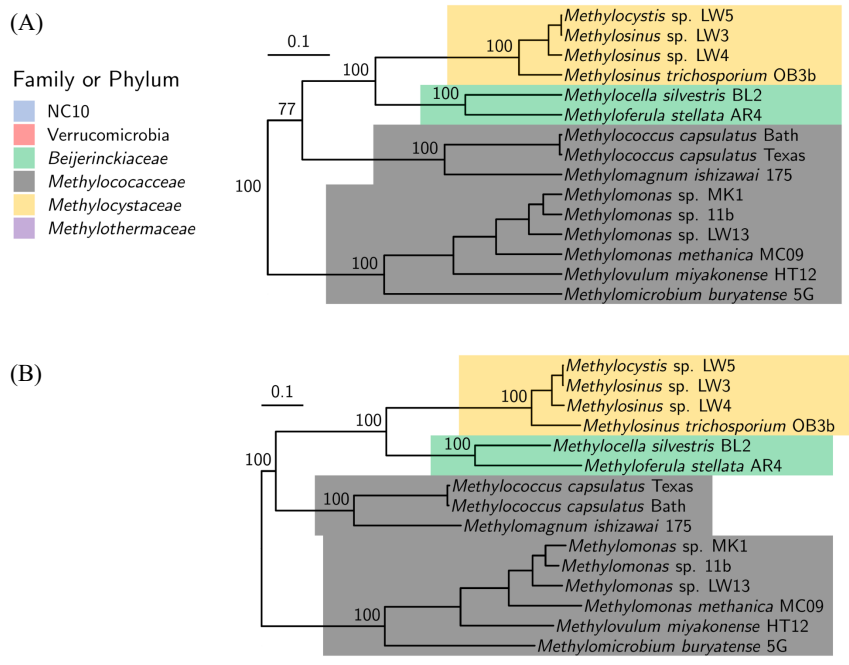 (A)
0.1
Family or Phylum
NC10
Verrucomicrobia
Beijerinckiaceae
Methylococacceae
Methylocystaceae
Methylothermaceae
100
77
100
100
100
100
100
Methylocystis sp. LW5
Methylosinus sp. LW3
Methylosinus sp. LW4
Methylosinus trichosporium OB3b
Methylocella silvestris BL2
Methyloferula stellata AR4
Methylococcus capsulatus Bath
Methylococcus capsulatus Texas
Methylomagnum ishizawai 175
Methylomonas sp. MK1
Methylomonas sp. 11b
Methylomonas sp. LW13
Methylomonas methanica MC09
Methylovulum miyakonense HT12
Methylomicrobium buryatense 5G
(B)
0.1
100
100
100
100
100
100
Methylocystis sp. LW5
Methylosinus sp. LW3
Methylosinus sp. LW4
Methylosinus trichosporium OB3b
Methylocella silvestris BL2
Methyloferula stellata AR4
Methylococcus capsulatus Texas
Methylococcus capsulatus Bath
Methylomagnum ishizawai 175
Methylomonas sp. MK1
Methylomonas sp. 11b
Methylomonas sp. LW13
Methylomonas methanica MC09
Methylovulum miyakonense HT12
Methylomicrobium buryatense 5G